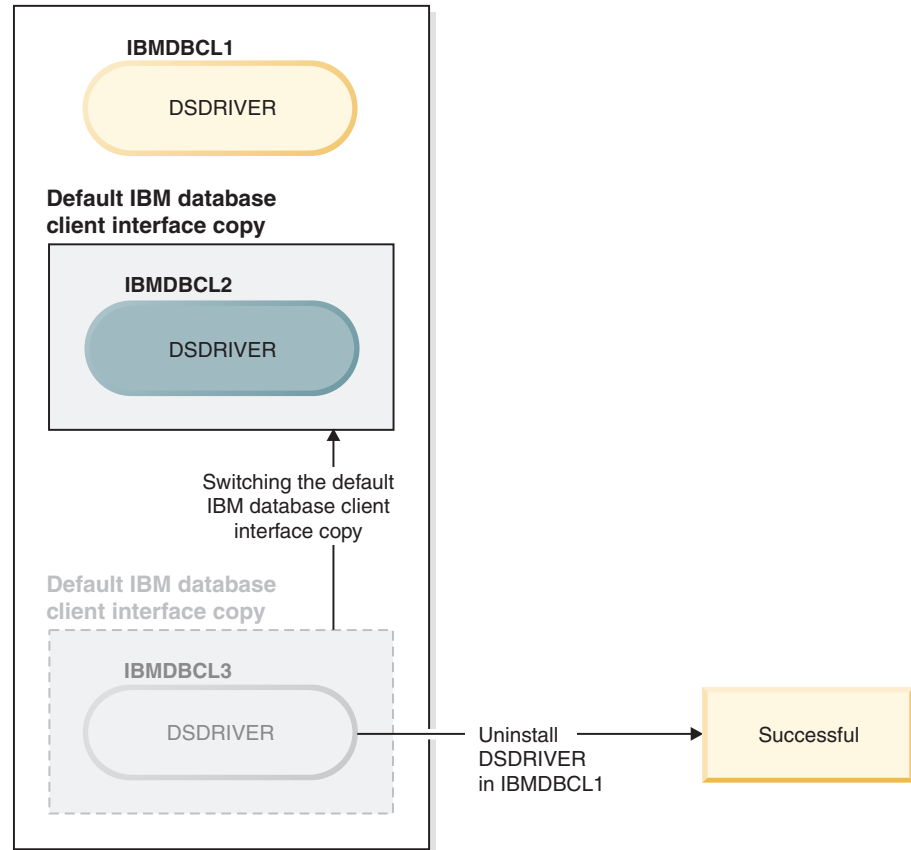 IBMDBCL1
DSDRIVER
Default IBM database
client interface copy
IBMDBCL2
DSDRIVER
Switching the default
IBM database client
interface copy
Default IBM database
client interface copy
IBMDBCL3
DSDRIVER
Uninstall
DSDRIVER
in IBMDBCL1
Successful